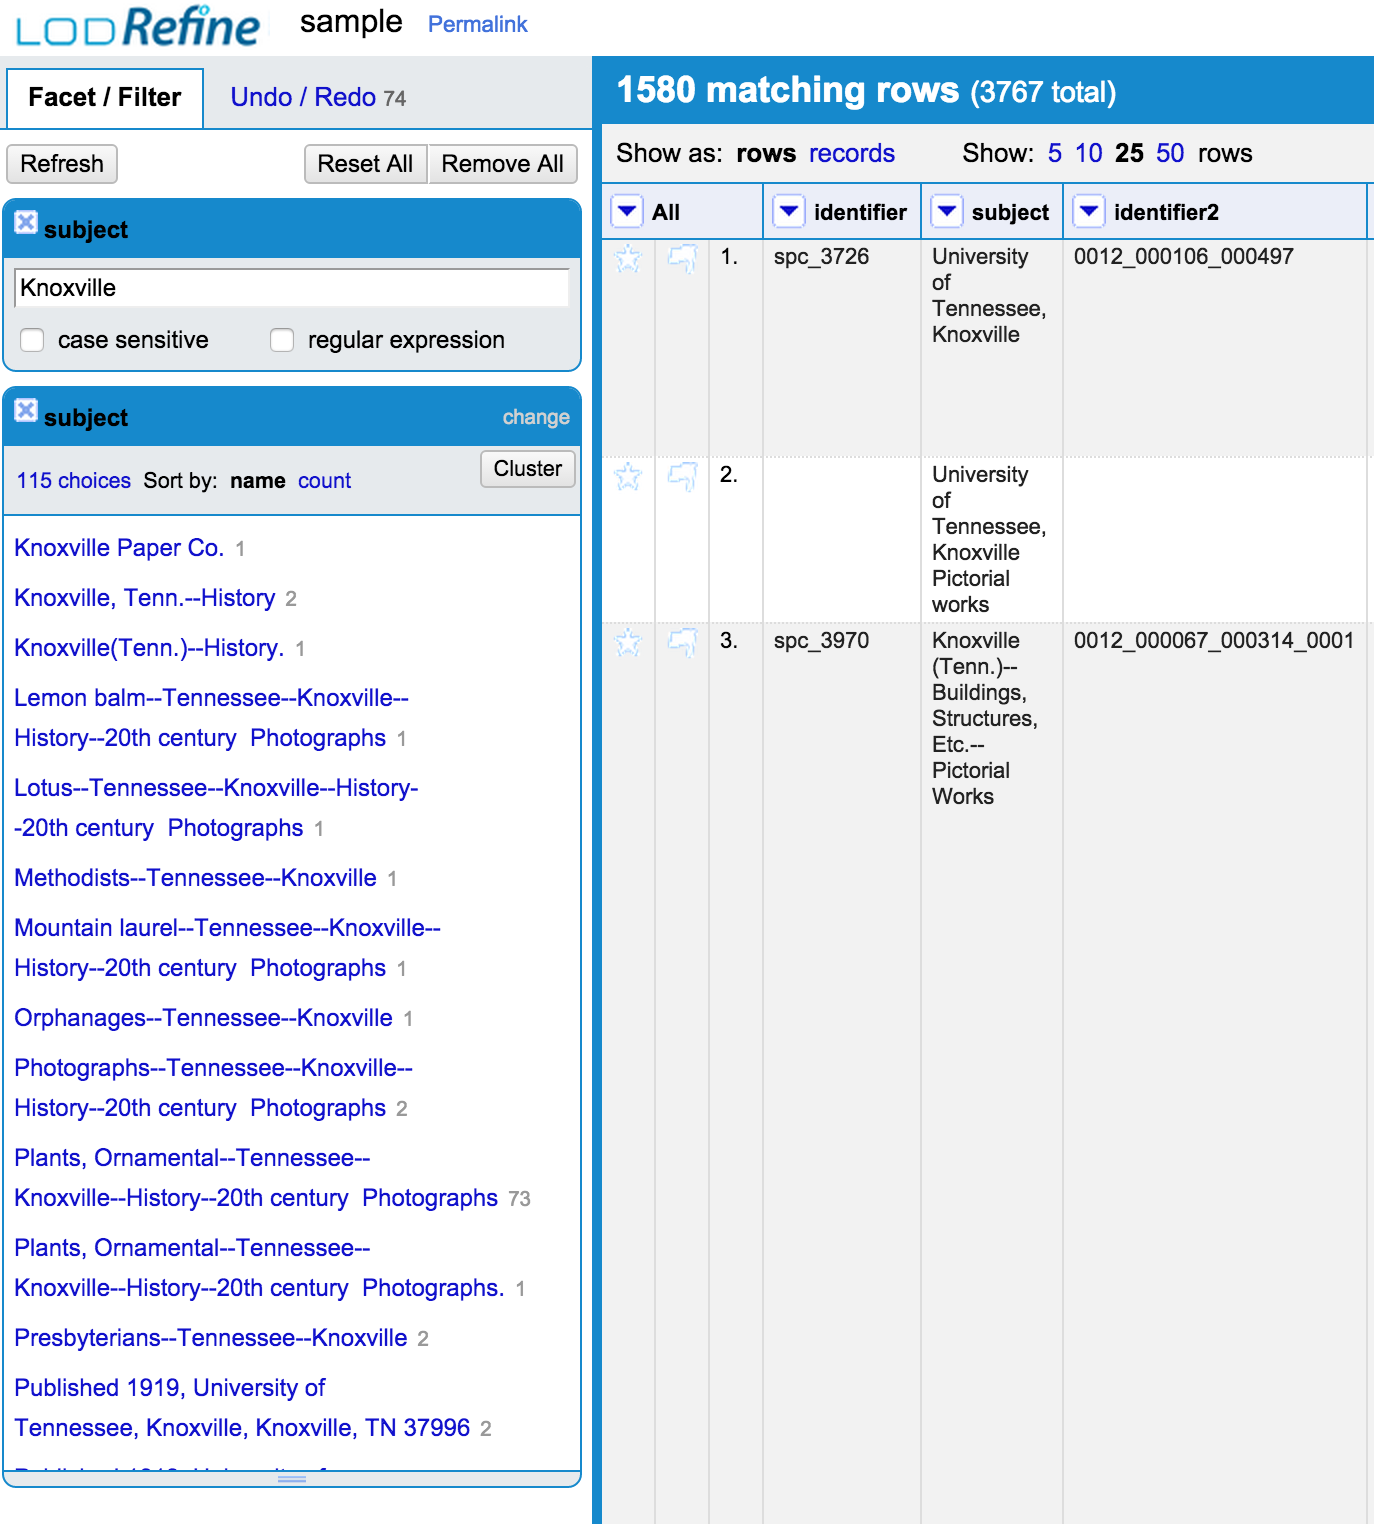 LOD Refine sample Permalink
Facet / Filter Undo / Redo 74
Refresh Reset All Remove All
subject
Knoxville
case sensitive regular expression
subject change
115 choices Sort by: name count Cluster
Knoxville Paper Co. 1
Knoxville, Tenn.--History 2
Knoxville(Tenn.)--History. 1
Lemon balm--Tennessee--Knoxville--
History--20th century Photographs 1
Lotus--Tennessee--Knoxville--History-
-20th century Photographs 1
Methodists--Tennessee--Knoxville 1
Mountain laurel--Tennessee--Knoxville--
History--20th century Photographs 1
Orphanages--Tennessee--Knoxville 1
Photographs--Tennessee--Knoxville--
History--20th century Photographs 2
Plants, Ornamental--Tennessee--
Knoxville--History--20th century Photographs 73
Plants, Ornamental--Tennessee--
Knoxville--History--20th century Photographs. 1
Presbyterians--Tennessee--Knoxville 2
Published 1919, University of
Tennessee, Knoxville, Knoxville, TN 37996 2
1580 matching rows (3767 total)
Show as: rows records Show: 5 10 25 50 rows
All identifier subject identifier2
1. spc_3726 University 0012_000106_000497
of
Tennessee,
Knoxville
2. University
of
Tennessee,
Knoxville
Pictorial
works
3. spc_3970 Knoxville 0012_000067_000314_0001
(Tenn.)--
Buildings,
Structures,
Etc.--
Pictorial
Works